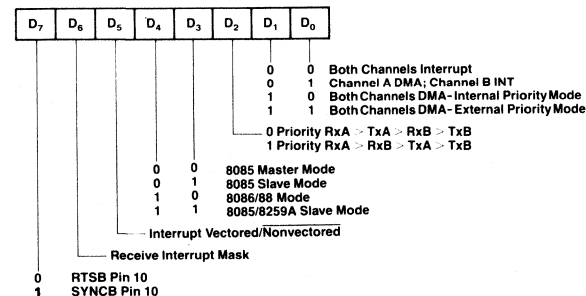 D7 D6 D5 D4 D3 D2 D1 D0
0 0 Both Channels Interrupt
0 1 Channel A DMA; Channel B INT
1 0 Both Channels DMA-Internal Priority Mode
1 1 Both Channels DMA-External Priority Mode
0 Priority RxA > TxA > RxB > TxB
1 Priority RxA > RxB > TxA > TxB
0 0 8085 Master Mode
0 1 8085 Slave Mode
1 0 8086/88 Mode
1 1 8085/8259A Slave Mode
Interrupt Vectored/Nonvectored
Receive Interrupt Mask
0 RTSB Pin 10
1 SYNCB Pin 10